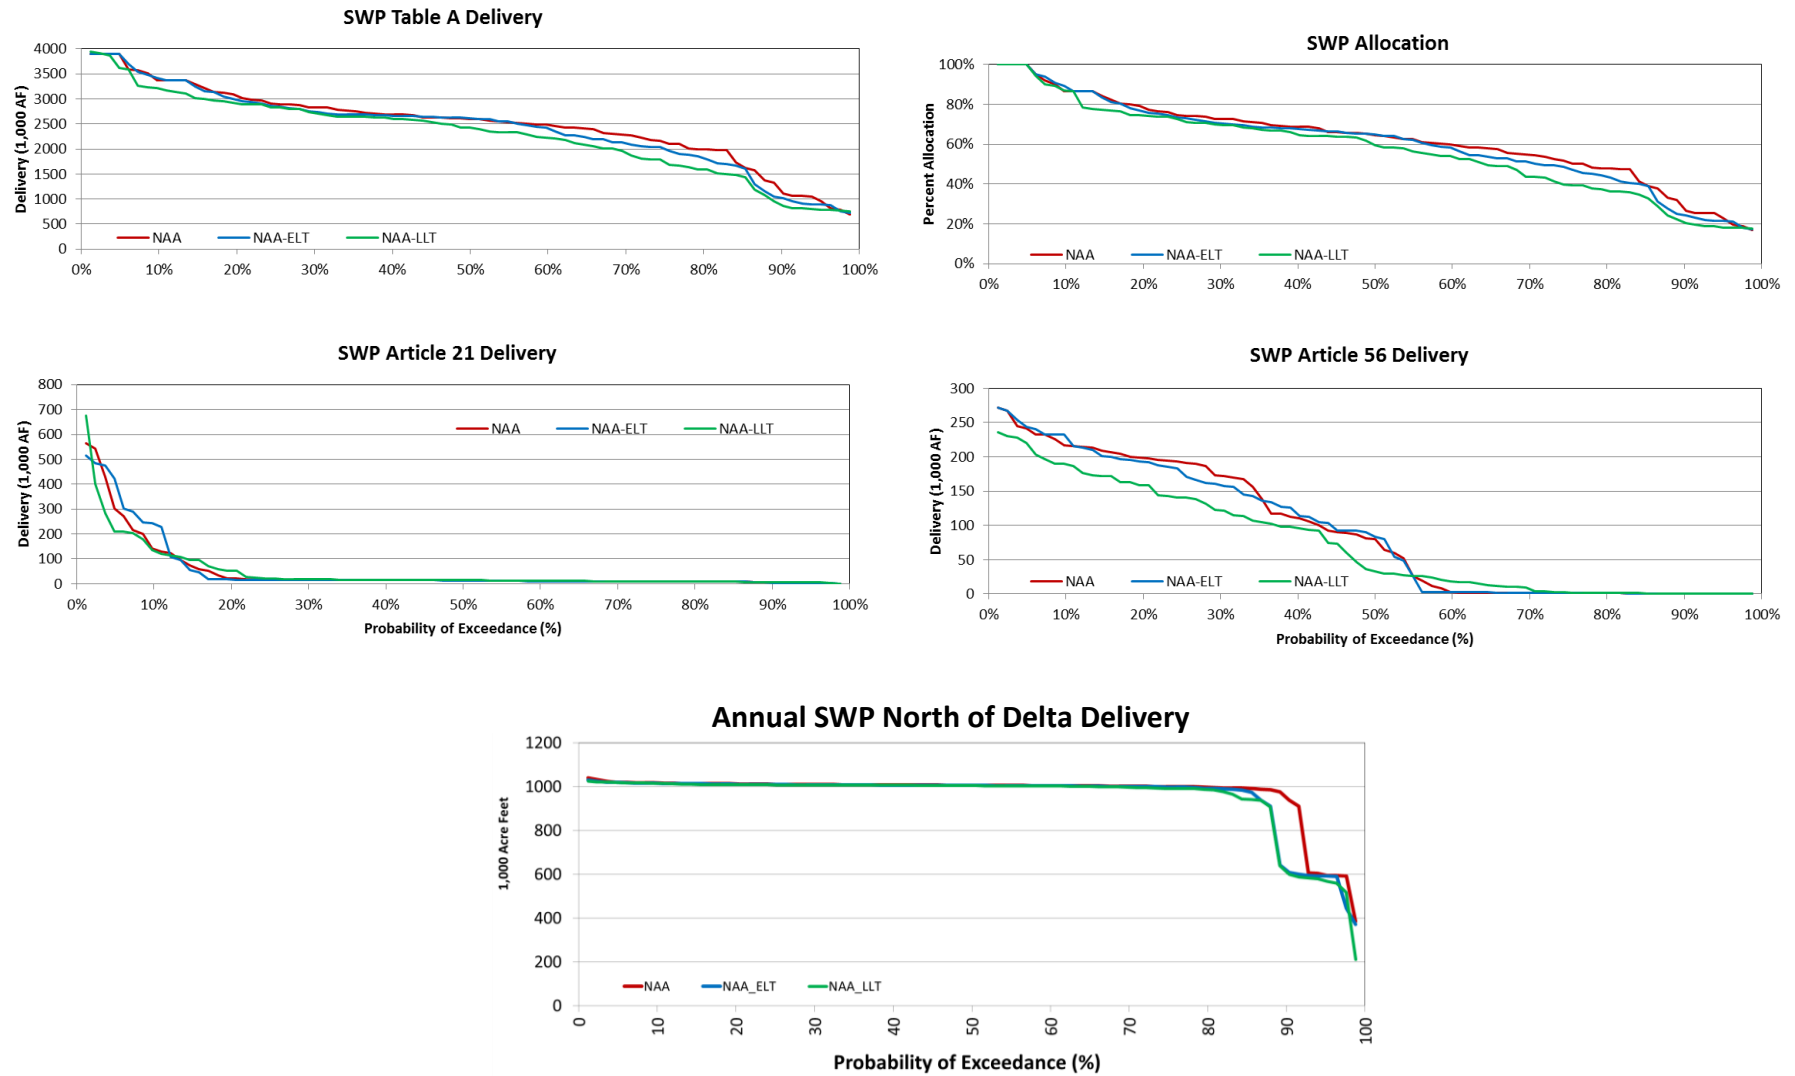 SWP Table A Delivery
Delivery (1,000 AF)
4000
3500
3000
2500
2000
1500
1000
500
0
NAA NAA-ELT NAA-LLT
0% 10% 20% 30% 40% 50% 60% 70% 80% 90% 100%
SWP Allocation
Percent Allocation
100%
80%
60%
40%
20%
0%
NAA NAA-ELT NAA-LLT
0% 10% 20% 30% 40% 50% 60% 70% 80% 90% 100%
SWP Article 21 Delivery
Delivery (1,000 AF)
800
700
600
500
400
300
200
100
0
NAA NAA-ELT NAA-LLT
0% 10% 20% 30% 40% 50% 60% 70% 80% 90% 100%
Probability of Exceedance (%)
SWP Article 56 Delivery
Delivery (1,000 AF)
300
250
200
150
100
50
0
NAA NAA-ELT NAA-LLT
0% 10% 20% 30% 40% 50% 60% 70% 80% 90% 100%
Probability of Exceedance (%)
Annual SWP North of Delta Delivery
1,000 Acre Feet
1200
1000
800
600
400
200
0
NAA NAA_ELT NAA_LLT
0 10 20 30 40 50 60 70 80 90 100
Probability of Exceedance (%)